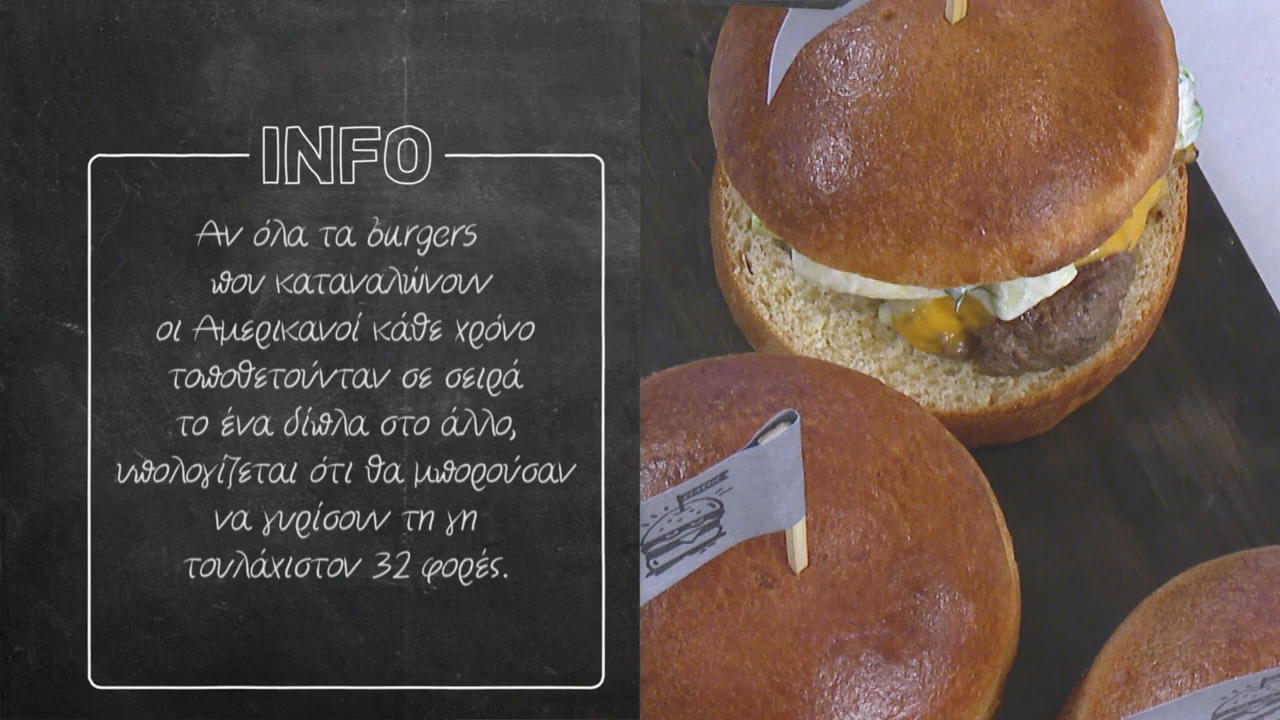 INFO
Αν όλα τα burgers
που καταναλώνουν
οι Αμερικανοί κάθε χρόνο
τοποθετούνταν σε σειρά
το ένα δίπλα στο άλλο,
υπολογίζεται ότι θα μπορούσαν
να γυρίσουν τη γη
τουλάχιστον 32 φορές.